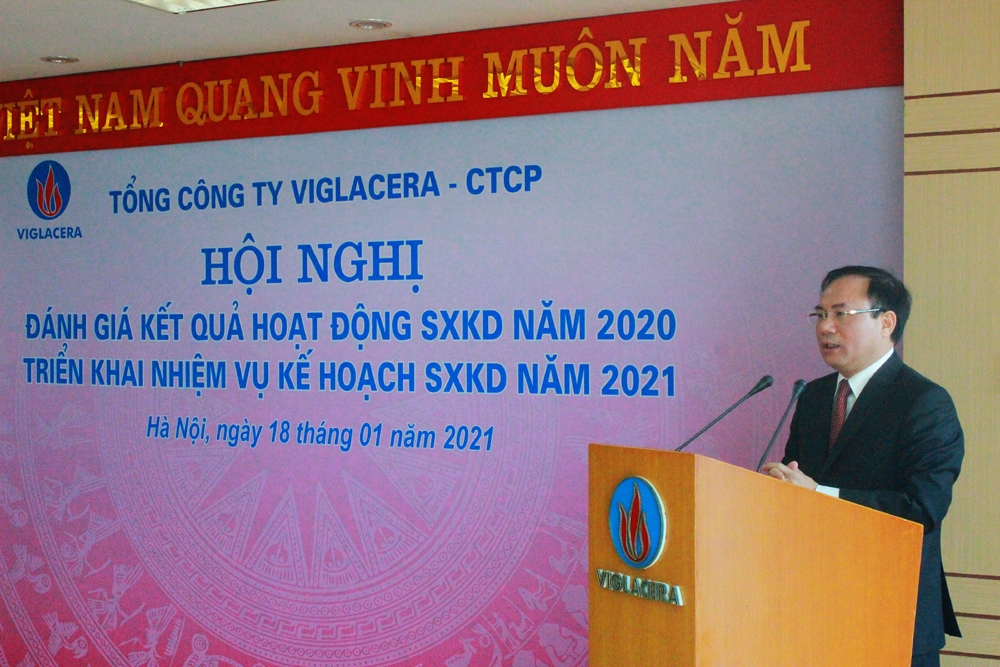 VIỆT NAM QUANG VINH MUÔN NĂM
VIGLACERA
TỔNG CÔNG TY VIGLACERA - CTCP
HỘI NGHỊ
ĐÁNH GIÁ KẾT QUẢ HOẠT ĐỘNG SXKD NĂM 2020
TRIỂN KHAI NHIỆM VỤ KẾ HOẠCH SXKD NĂM 2021
Hà Nội, ngày 18 tháng 01 năm 2021
VIGLACERA